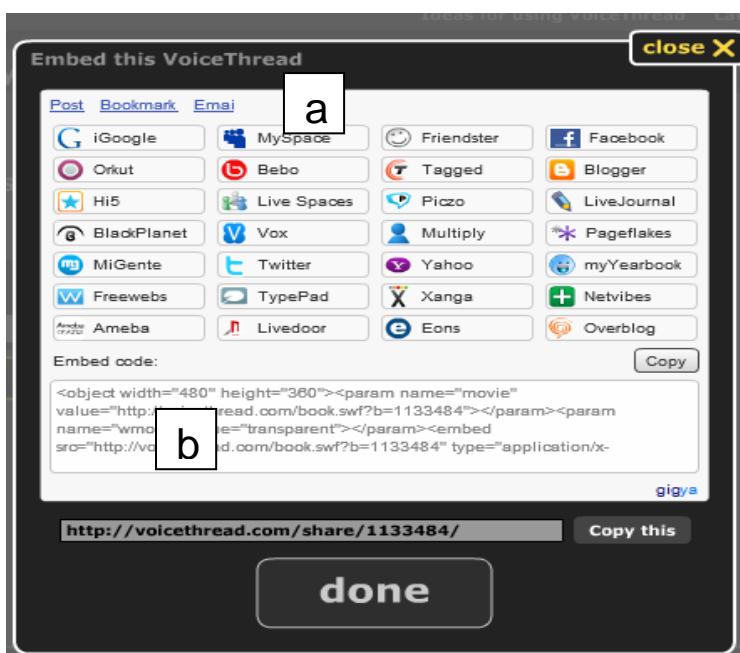 Ideas for using VoiceThread
Embed this VoiceThread close X
Post Bookmark Emai
a
iGoogle MySpace Friendster Facebook
Orkut Bebo Tagged Blogger
Hi5 Live Spaces Piczo LiveJournal
BlackPlanet Vox Multiply Pageflakes
MiGente Twitter Yahoo myYearbook
Freewebs TypePad Xanga Netvibes
Ameba Livedoor Eons Overblog
Embed code: Copy
<object width="480" height="360"><param name="movie"
value="http://voicethread.com/book.swf?b=1133484"></param><param
name="wmo e="transparent"></param><embed
src="http://vo d.com/book.swf?b=1133484" type="application/x-
b
gigya
http://voicethread.com/share/1133484/ Copy this
done